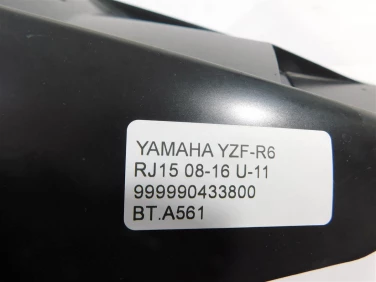 YAMAHA YZF-R6
RJ15 08-16 U-11
999990433800
BT.A561